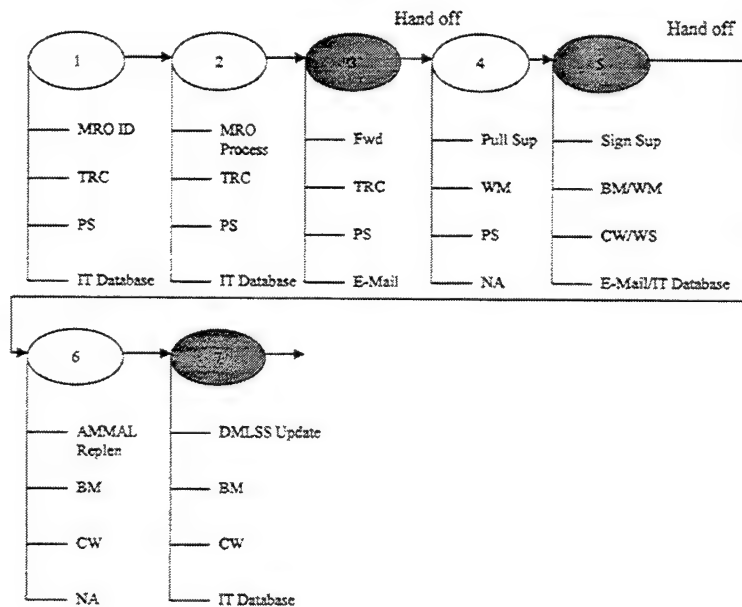 Hand off
Hand off
1
2
3
4
5
MRO ID
TRC
PS
IT Database
MRO
Process
TRC
PS
IT Database
Fwd
TRC
PS
E-Mail
Pull Sup
WM
PS
NA
Sign Sup
BM/WM
CW/WS
E-Mail/IT Database
6
7
AMMAL
Replen
BM
CW
NA
DMLSS Update
BM
CW
IT Database